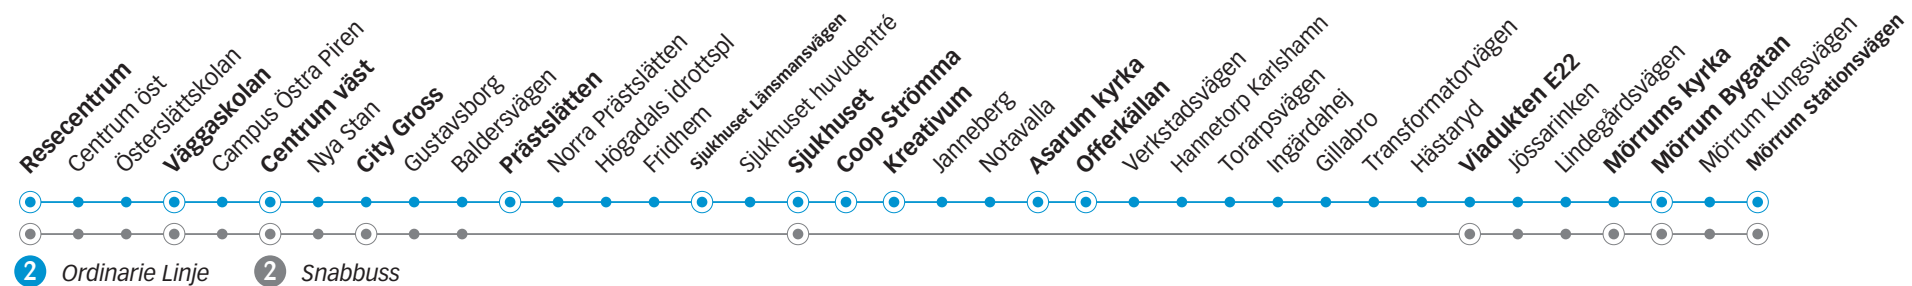 Resecentrum
Centrum öst
Österslättskolan
Väggaskolan
Campus Östra Piren
Centrum väst
Nya Stan
City Gross
Gustavsborg
Baldersvägen
Prästslätten
Norra Prästslätten
Högadals idrottspl
Fridhem
Sjukhuset Länsmansvägen
Sjukhuset huvudentré
Sjukhuset
Coop Strömma
Kreativum
Janneberg
Notavalla
Asarum kyrka
Offerkällan
Verkstadsvägen
Hannetorp Karlshamn
Torarpsvägen
Ingärdahej
Gillabro
Transformatorvägen
Hästaryd
Viadukten E22
Jössarinken
Lindegårdsvägen
Mörrums kyrka
Mörrum Bygatan
Mörrum Kungsvägen
Mörrum Stationsvägen
2 Ordinarie Linje
2 Snabbuss